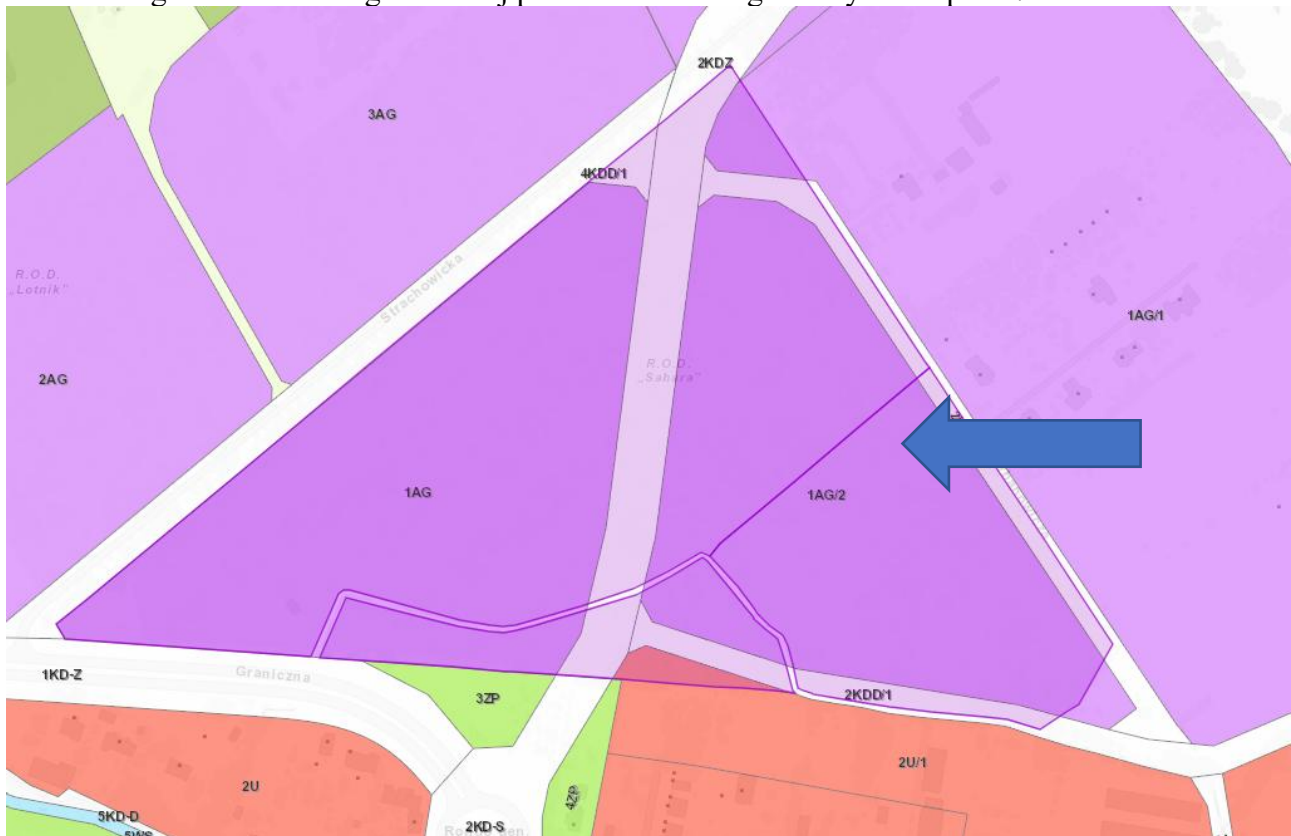 2KDZ
3AG
4KDD/1
R.O.D.
„Lotnik”
Strachowicka
1AG/1
R.O.D.
„Sahara”
2AG
1AG
1AG/2
1KD-Z
Graniczna
3ZP
2KDD/1
2U/1
2U
4ZP
5KD-D
2KD-S